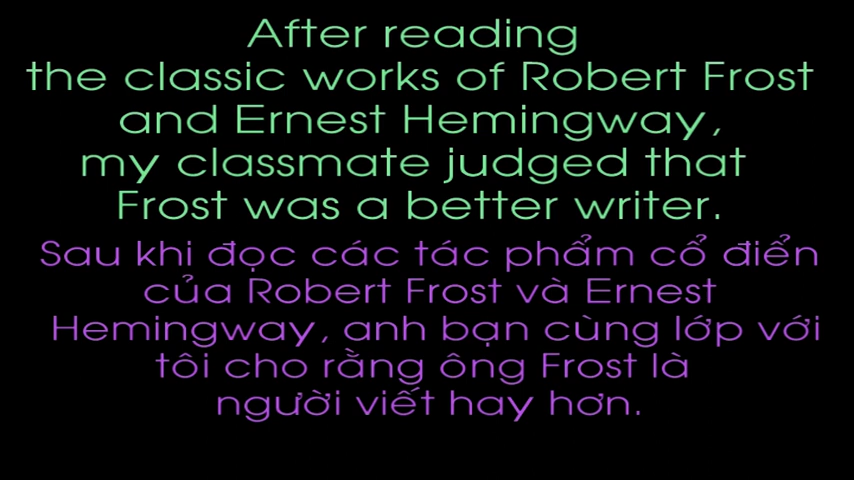 After reading
the classic works of Robert Frost
and Ernest Hemingway,
my classmate judged that
Frost was a better writer.
Sau khi đọc các tác phẩm cổ điển
của Robert Frost và Ernest
Hemingway, anh bạn cùng lớp với
tôi cho rằng ông Frost là
người viết hay hơn.